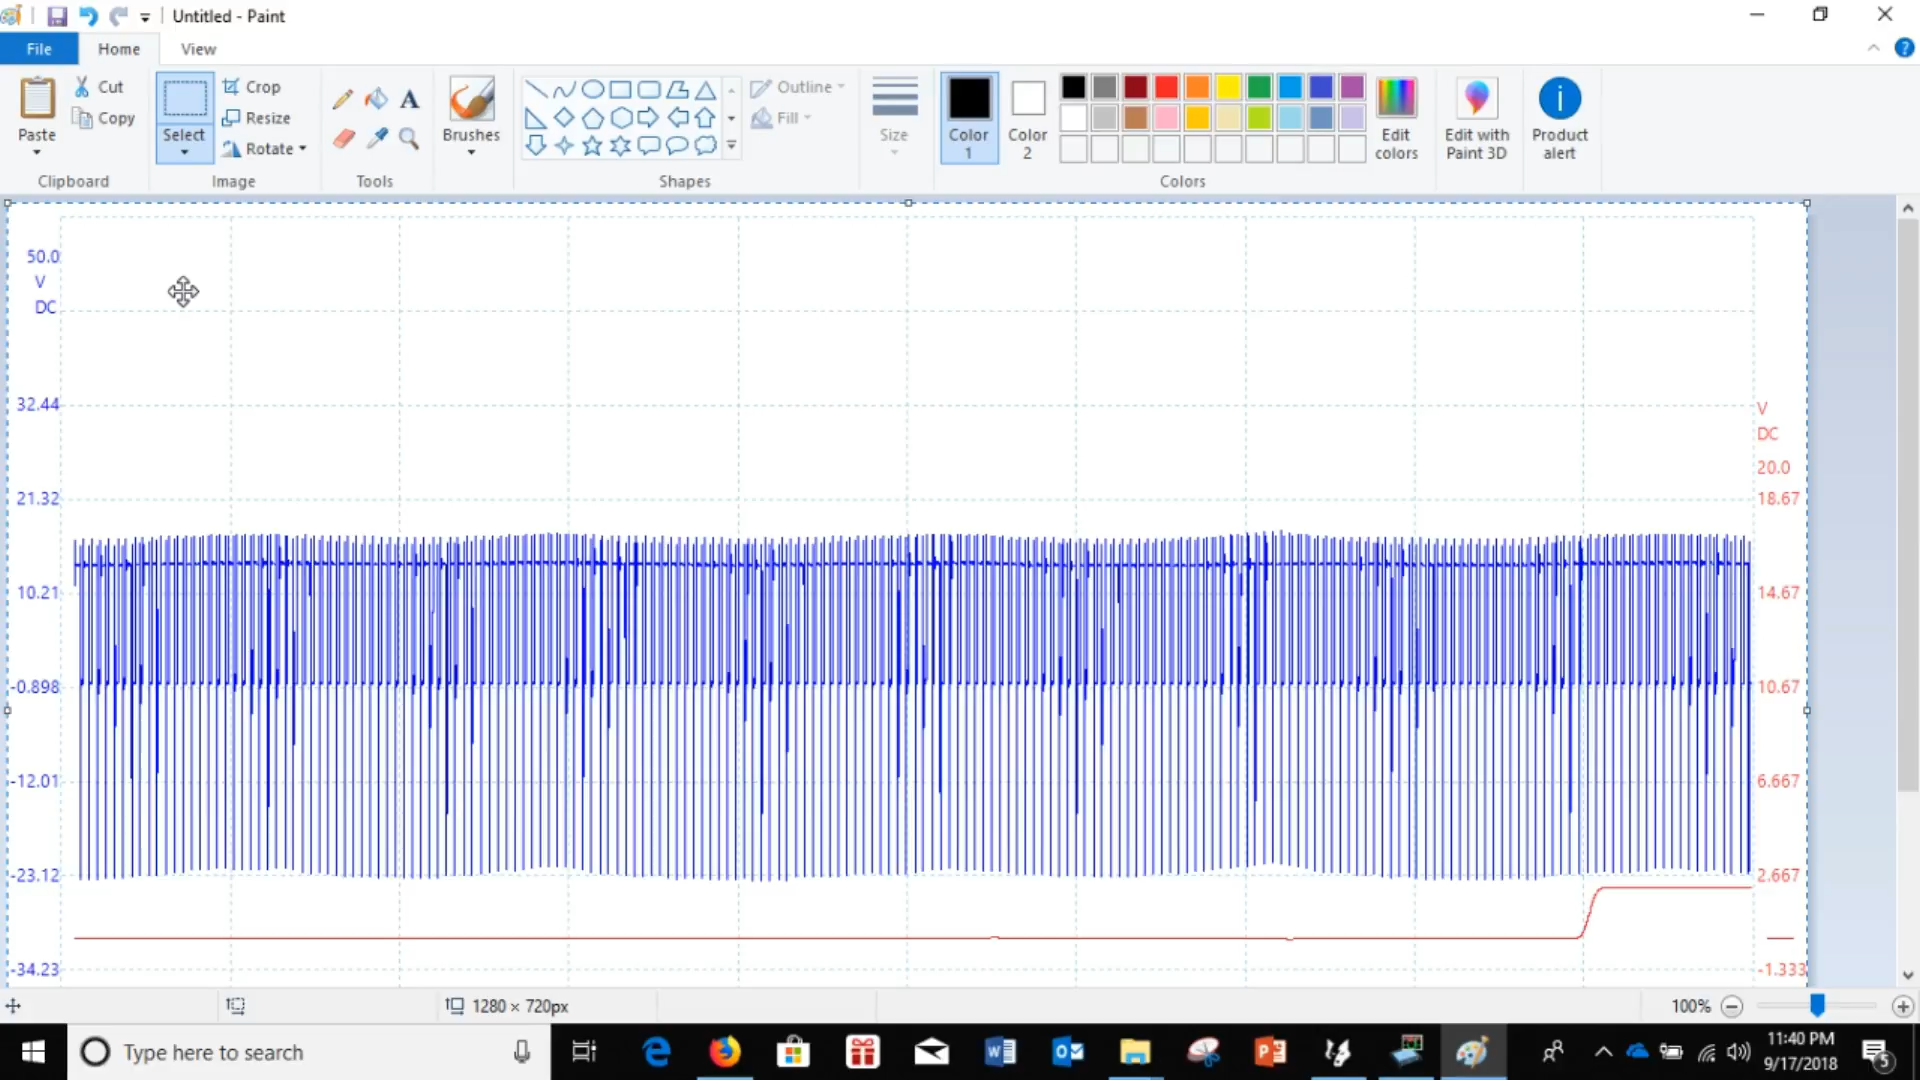 Untitled - Paint
File Home View
Paste
Cut
Copy
Clipboard
Select
Crop
Resize
Rotate
Image
A
Tools
Brushes
Shapes
Outline
Fill
Size
Color 1
Color 2
Colors
Edit colors
Edit with Paint 3D
Product alert
50.0
V
DC
32.44
21.32
10.21
-0.898
-12.01
-23.12
-34.23
V
DC
20.0
18.67
14.67
10.67
6.667
2.667
-1.333
1280 × 720px
100%
Type here to search
11:40 PM
9/17/2018
5